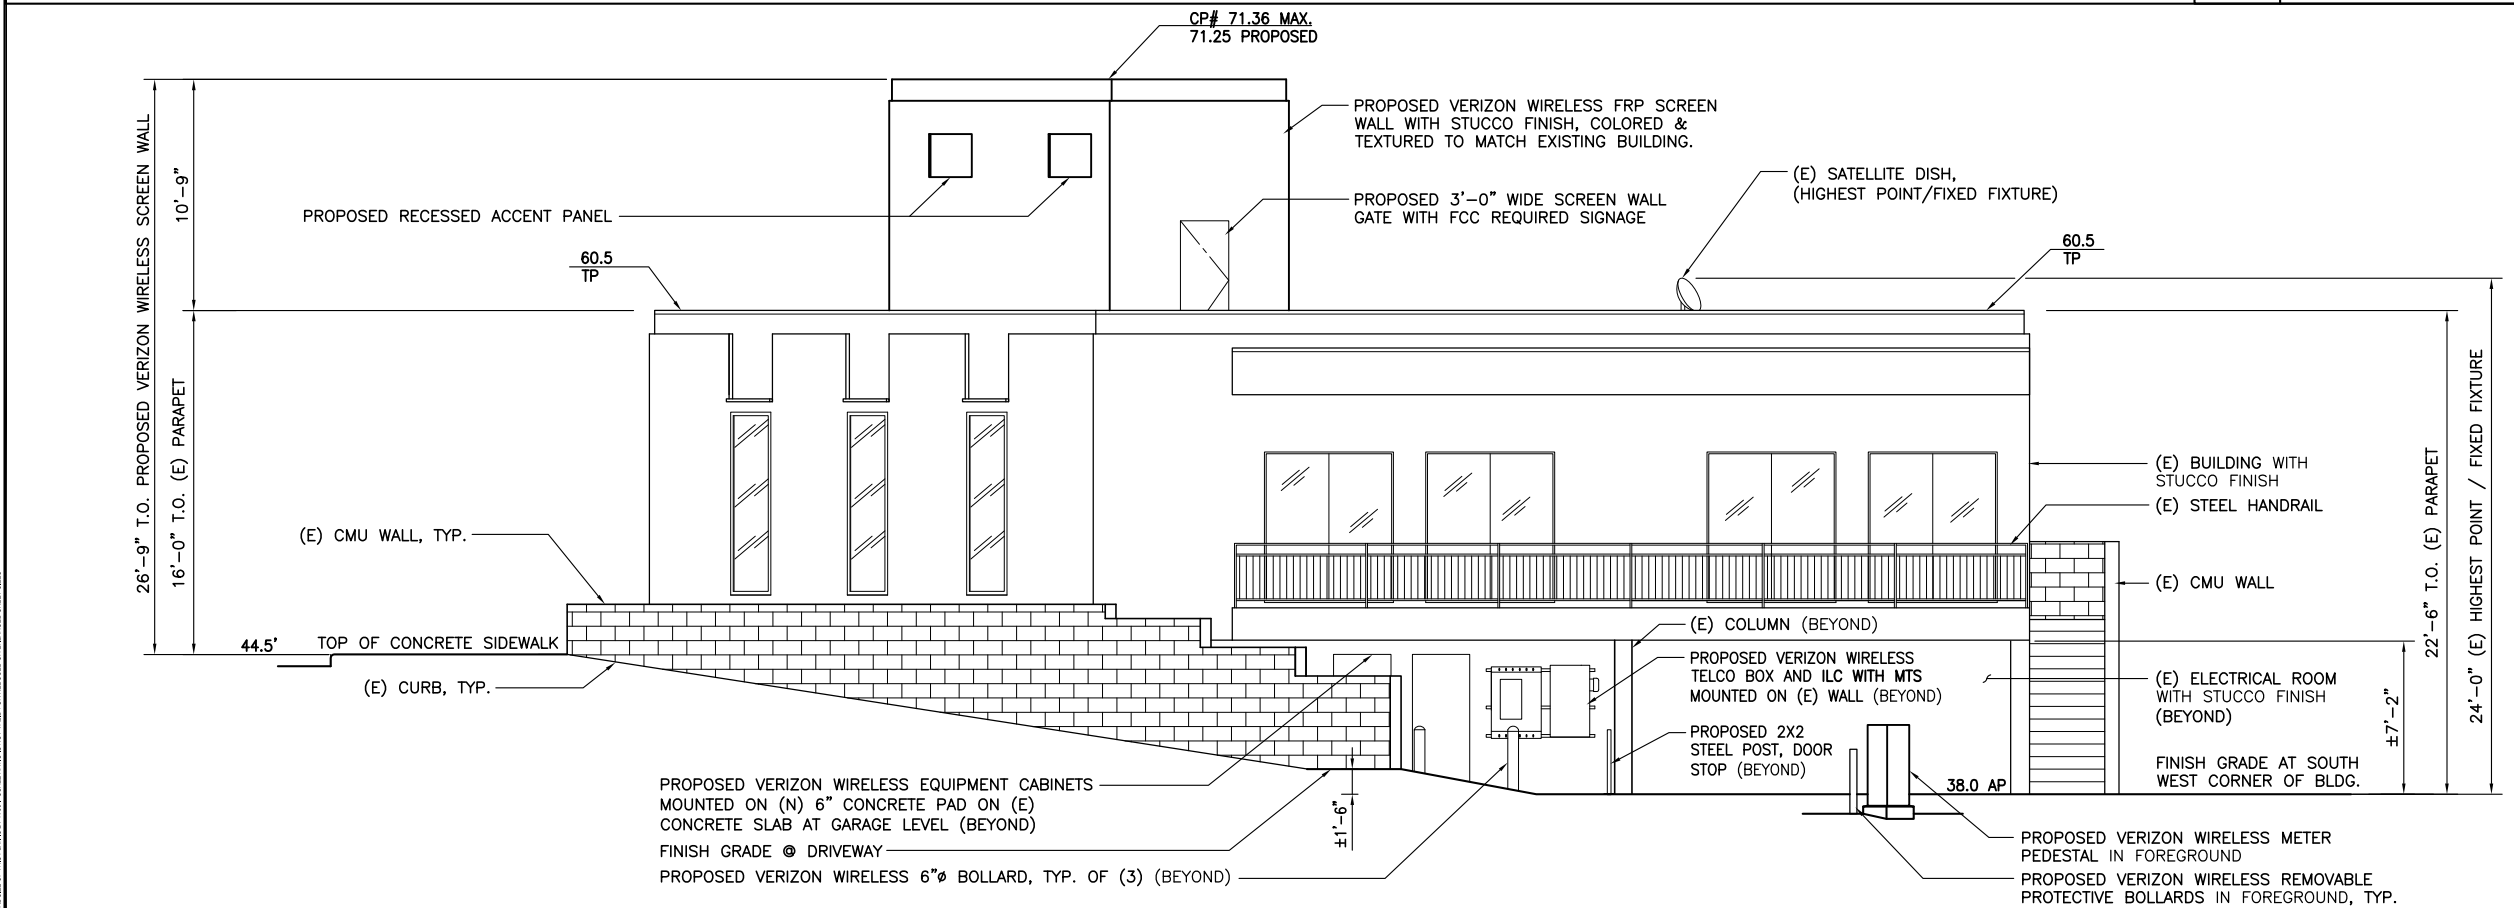 CP# 71.36 MAX.
71.25 PROPOSED
26'-9" T.O. PROPOSED VERIZON WIRELESS SCREEN WALL
10'-9"
16'-0" T.O. (E) PARAPET
PROPOSED VERIZON WIRELESS FRP SCREEN
WALL WITH STUCCO FINISH, COLORED &
TEXTURED TO MATCH EXISTING BUILDING.
(E) SATELLITE DISH,
(HIGHEST POINT/FIXED FIXTURE)
PROPOSED RECESSED ACCENT PANEL
PROPOSED 3'-0" WIDE SCREEN WALL
GATE WITH FCC REQUIRED SIGNAGE
60.5
TP
60.5
TP
(E) BUILDING WITH
STUCCO FINISH
(E) STEEL HANDRAIL
(E) CMU WALL, TYP.
(E) CMU WALL
22'-6" T.O. (E) PARAPET
24'-0" (E) HIGHEST POINT / FIXED FIXTURE
44.5'
TOP OF CONCRETE SIDEWALK
(E) CURB, TYP.
(E) COLUMN (BEYOND)
PROPOSED VERIZON WIRELESS
TELCO BOX AND ILC WITH MTS
MOUNTED ON (E) WALL (BEYOND)
(E) ELECTRICAL ROOM
WITH STUCCO FINISH
(BEYOND)
±7'-2"
PROPOSED 2X2
STEEL POST, DOOR
STOP (BEYOND)
FINISH GRADE AT SOUTH
WEST CORNER OF BLDG.
38.0 AP
PROPOSED VERIZON WIRELESS EQUIPMENT CABINETS
MOUNTED ON (N) 6" CONCRETE PAD ON (E)
CONCRETE SLAB AT GARAGE LEVEL (BEYOND)
±1'-6"
FINISH GRADE @ DRIVEWAY
PROPOSED VERIZON WIRELESS 6"ø BOLLARD, TYP. OF (3) (BEYOND)
PROPOSED VERIZON WIRELESS METER
PEDESTAL IN FOREGROUND
PROPOSED VERIZON WIRELESS REMOVABLE
PROTECTIVE BOLLARDS IN FOREGROUND, TYP.